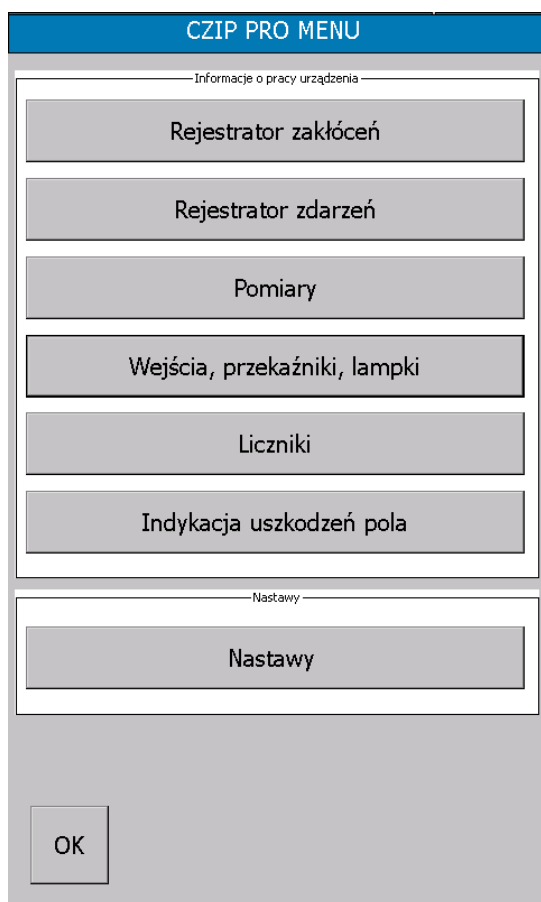 CZIP PRO MENU
Informacje o pracy urządzenia
Rejestrator zakłóceń
Rejestrator zdarzeń
Pomiary
Wejścia, przekaźniki, lampki
Liczniki
Indykacja uszkodzeń pola
Nastawy
Nastawy
OK